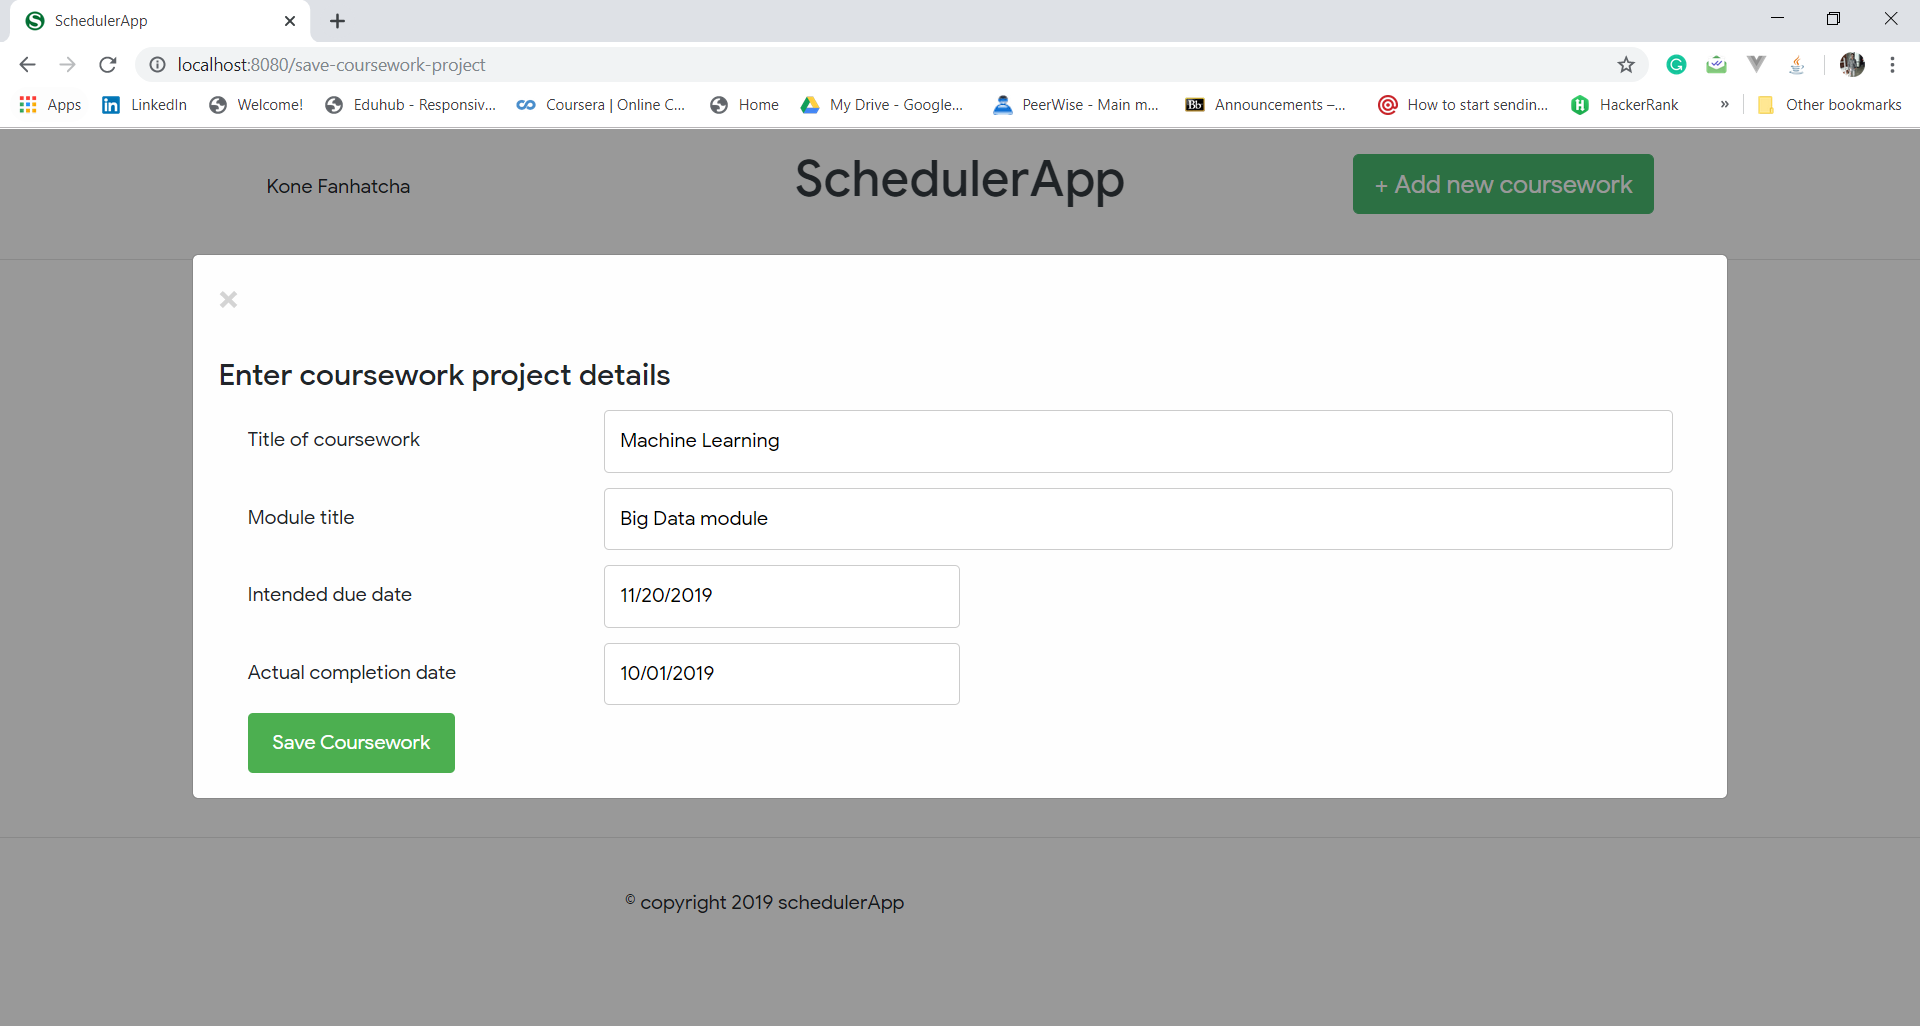 SchedulerApp
localhost:8080/save-coursework-project
Apps LinkedIn Welcome! Eduhub - Responsiv... Coursera | Online C... Home My Drive - Google... PeerWise - Main m... Bb Announcements –... How to start sendin... HackerRank » Other bookmarks
Kone Fanhatcha
SchedulerApp
+ Add new coursework
×
Enter coursework project details
Title of coursework
Machine Learning
Module title
Big Data module
Intended due date
11/20/2019
Actual completion date
10/01/2019
Save Coursework
© copyright 2019 schedulerApp